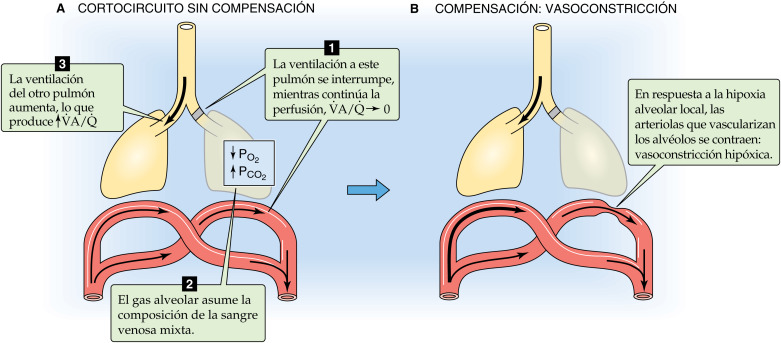 A CORTOCIRCUITO SIN COMPENSACIÓN
1
La ventilación a este
pulmón se interrumpe,
mientras continúa la
perfusión, V̇A/Q̇ → 0
3
La ventilación
del otro pulmón
aumenta, lo que
produce ↑V̇A/Q̇
↓ PO₂
↑ PCO₂
2
El gas alveolar asume la
composición de la sangre
venosa mixta.
B COMPENSACIÓN: VASOCONSTRICCIÓN
En respuesta a la hipoxia
alveolar local, las
arteriolas que vascularizan
los alvéolos se contraen:
vasoconstricción hipóxica.